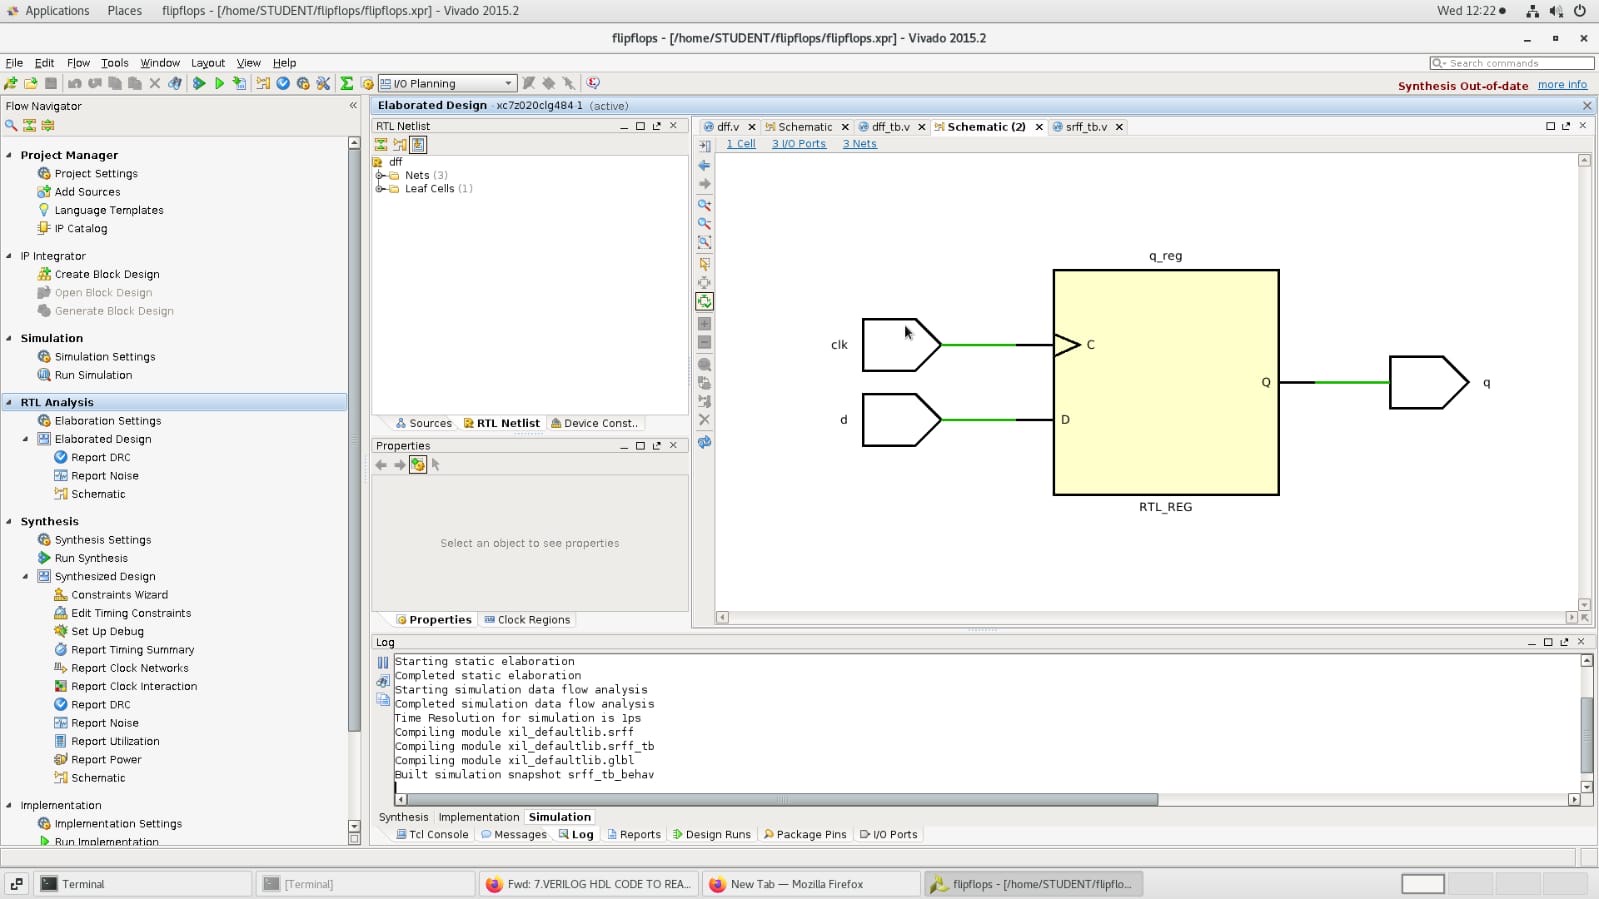 Applications Places flipflops - [/home/STUDENT/flipflops/flipflops.xpr] - Vivado 2015.2 Wed 12:22
flipflops - [/home/STUDENT/flipflops/flipflops.xpr] - Vivado 2015.2
File Edit Flow Tools Window Layout View Help
Search commands
I/O Planning
Synthesis Out-of-date more info
Flow Navigator
Project Manager
Project Settings
Add Sources
Language Templates
IP Catalog
IP Integrator
Create Block Design
Open Block Design
Generate Block Design
Simulation
Simulation Settings
Run Simulation
RTL Analysis
Elaboration Settings
Elaborated Design
Report DRC
Report Noise
Schematic
Synthesis
Synthesis Settings
Run Synthesis
Synthesized Design
Constraints Wizard
Edit Timing Constraints
Set Up Debug
Report Timing Summary
Report Clock Networks
Report Clock Interaction
Report DRC
Report Noise
Report Utilization
Report Power
Schematic
Implementation
Implementation Settings
Run Implementation
Elaborated Design - xc7z020clg484-1 (active)
RTL Netlist
dff
Nets (3)
Leaf Cells (1)
Sources RTL Netlist Device Const..
Properties
Select an object to see properties
Properties Clock Regions
dff.v Schematic dff_tb.v Schematic (2) srff_tb.v
1 Cell 3 I/O Ports 3 Nets
q_reg
clk
C
Q
q
d
D
RTL_REG
Log
Starting static elaboration
Completed static elaboration
Starting simulation data flow analysis
Completed simulation data flow analysis
Time Resolution for simulation is 1ps
Compiling module xil_defaultlib.srff
Compiling module xil_defaultlib.srff_tb
Compiling module xil_defaultlib.glbl
Built simulation snapshot srff_tb_behav
Synthesis Implementation Simulation
Tcl Console Messages Log Reports Design Runs Package Pins I/O Ports
Terminal [Terminal] Fwd: 7.VERILOG HDL CODE TO REA... New Tab — Mozilla Firefox flipflops - [/home/STUDENT/flipflo...